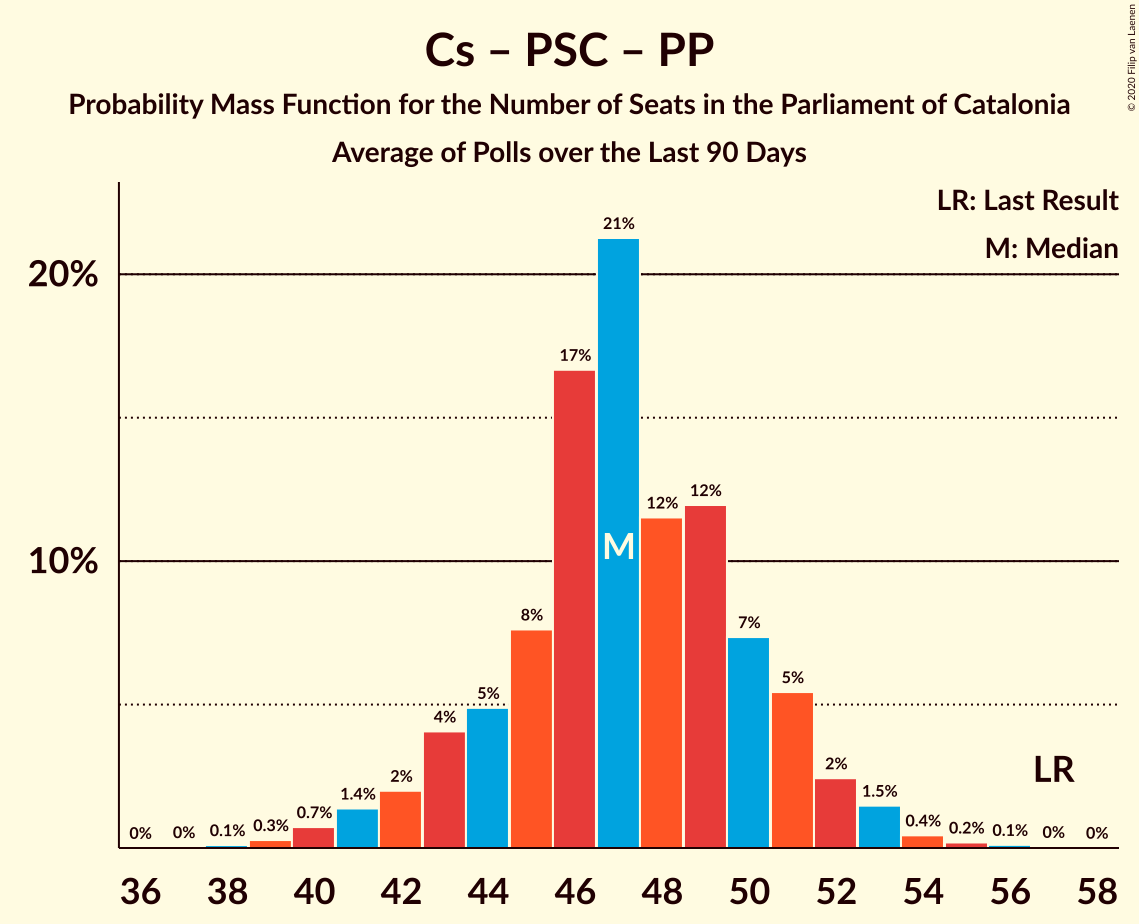 Cs – PSC – PP
Probability Mass Function for the Number of Seats in the Parliament of Catalonia
Average of Polls over the Last 90 Days
© 2020 Filip van Laenen
LR: Last Result
M: Median
20%
10%
0%
0%
0.1%
0.3%
0.7%
1.4%
2%
4%
5%
8%
17%
21%
12%
12%
7%
5%
2%
1.5%
0.4%
0.2%
0.1%
0%
0%
M
LR
36 38 40 42 44 46 48 50 52 54 56 58